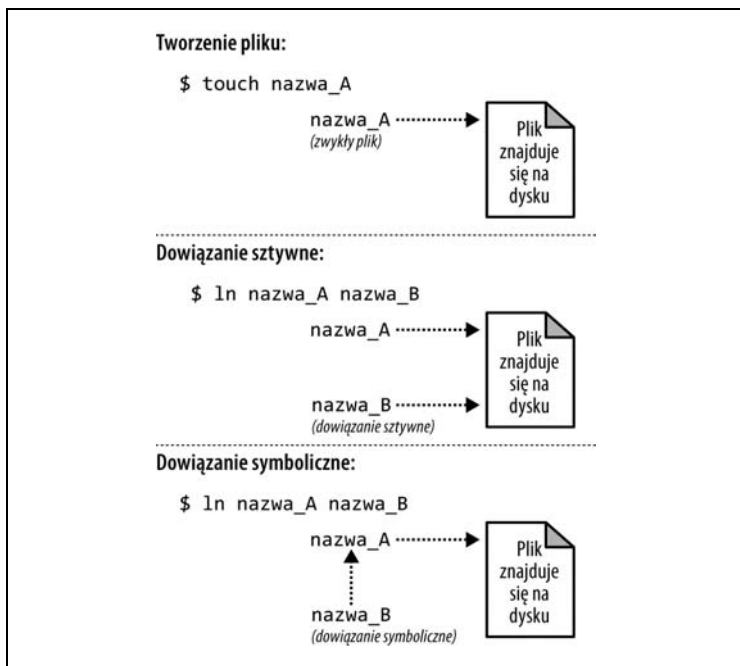 Tworzenie pliku:
$ touch nazwa_A
nazwa_A
(zwykły plik)
Plik
znajduje
się na
dysku
Dowiązanie sztywne:
$ ln nazwa_A nazwa_B
nazwa_A
nazwa_B
(dowiązanie sztywne)
Plik
znajduje
się na
dysku
Dowiązanie symboliczne:
$ ln nazwa_A nazwa_B
nazwa_A
nazwa_B
(dowiązanie symboliczne)
Plik
znajduje
się na
dysku